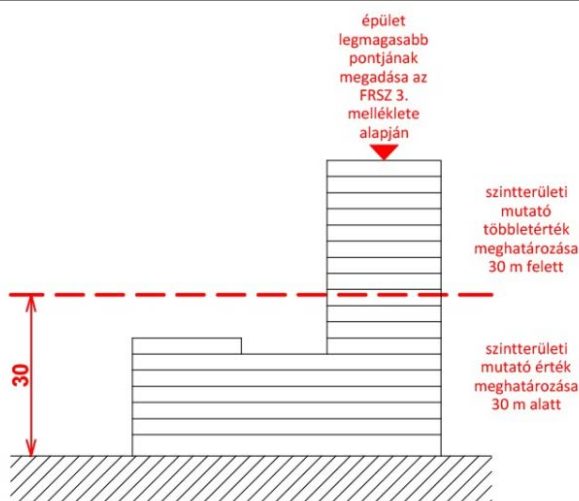 épület
legmagasabb
pontjának
megadása az
FRSZ 3.
melléklete
alapján
szintterületi
mutató
többletérték
meghatározása
30 m felett
30
szintterületi
mutató érték
meghatározása
30 m alatt